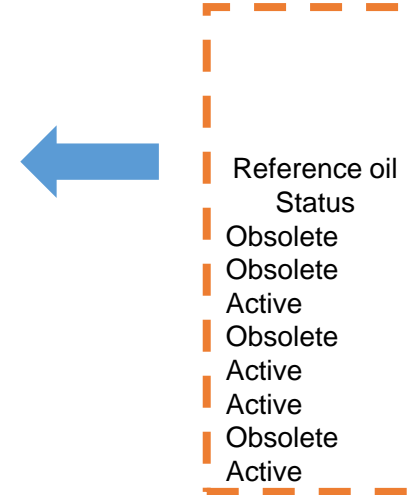 Reference oil
Status
Obsolete
Obsolete
Active
Obsolete
Active
Active
Obsolete
Active